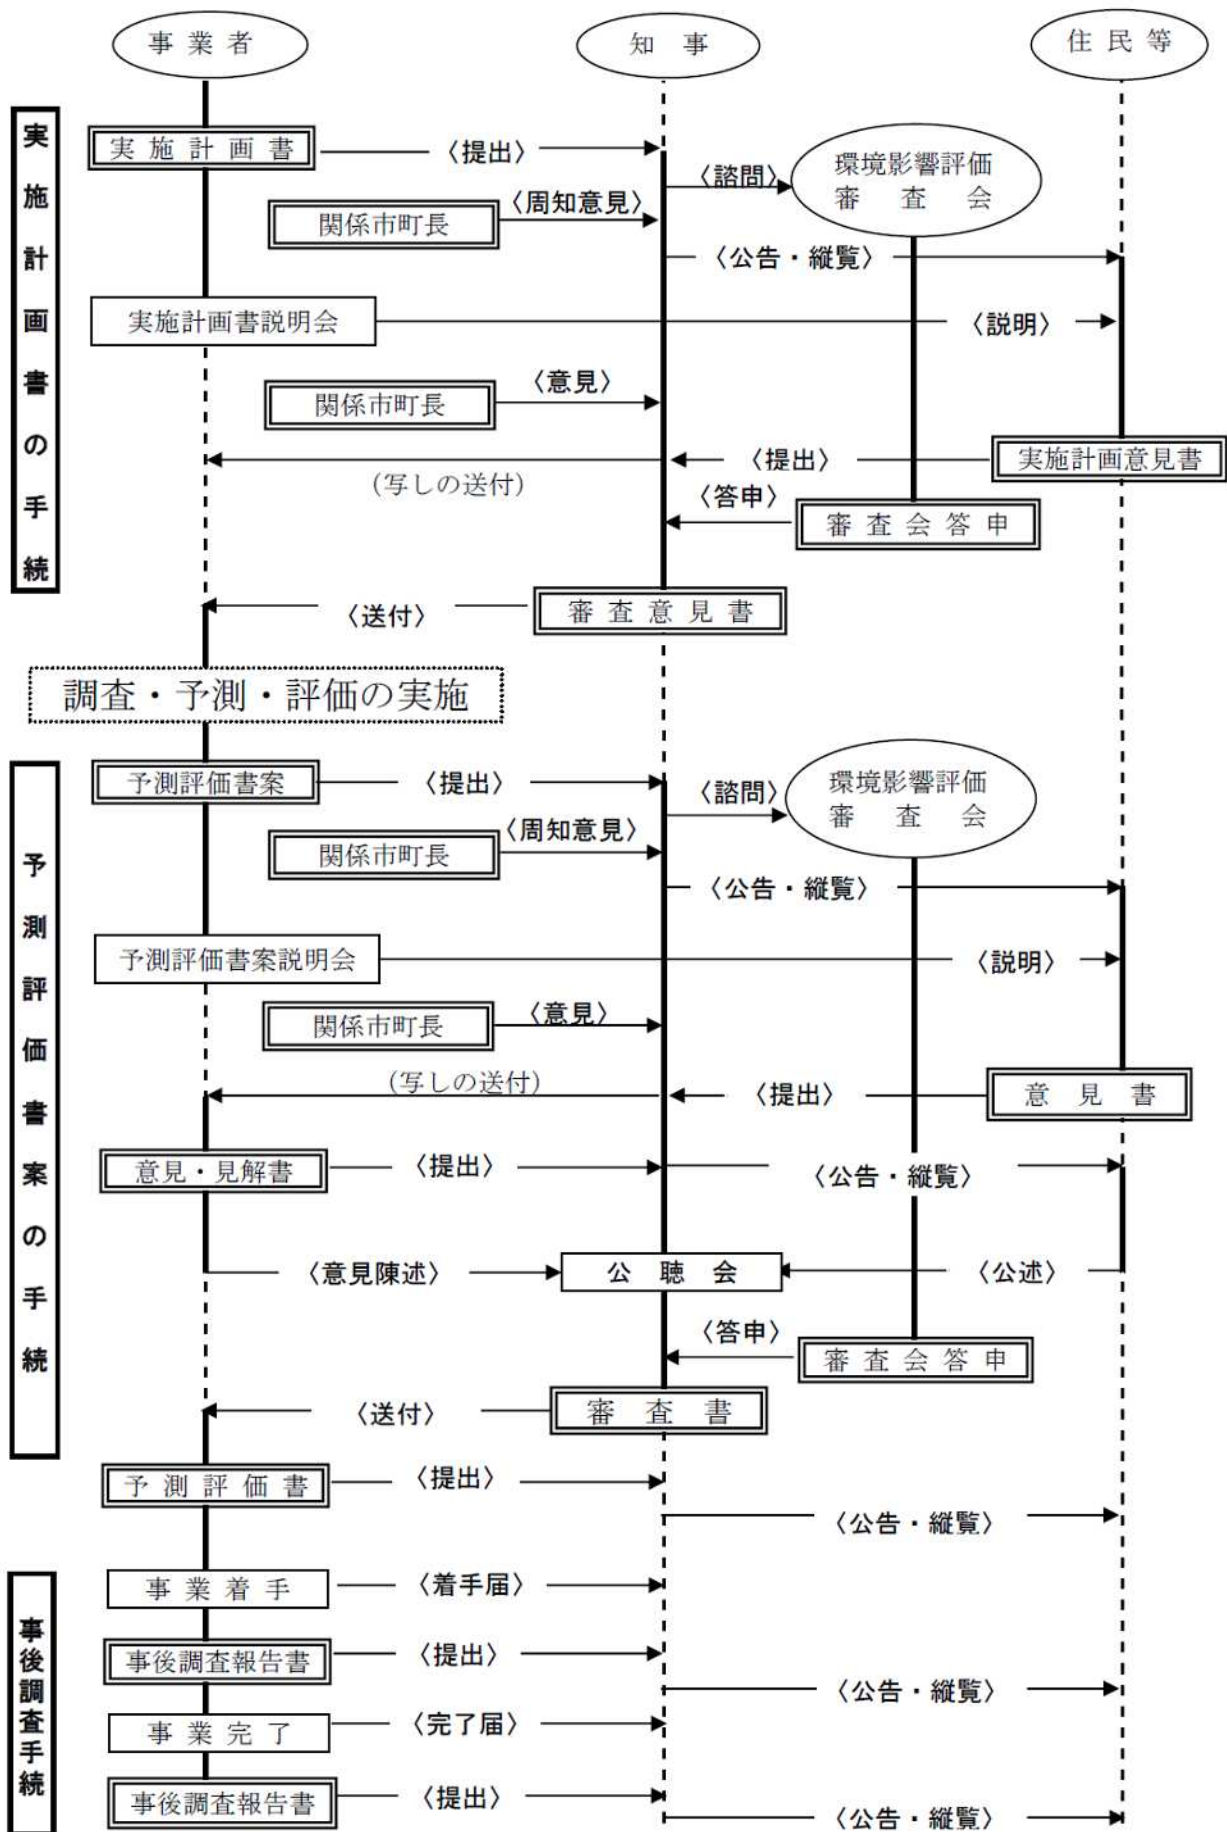 事業者
知事
住民等
実施計画書の手続
実施計画書
〈提出〉
〈諮問〉
環境影響評価
審査会
関係市町長
〈周知意見〉
〈公告・縦覧〉
実施計画書説明会
〈説明〉
関係市町長
〈意見〉
(写しの送付)
〈提出〉
実施計画意見書
〈答申〉
審査会答申
〈送付〉
審査意見書
調査・予測・評価の実施
予測評価書案の手続
予測評価書案
〈提出〉
〈諮問〉
環境影響評価
審査会
関係市町長
〈周知意見〉
〈公告・縦覧〉
予測評価書案説明会
〈説明〉
関係市町長
〈意見〉
(写しの送付)
〈提出〉
意見書
意見・見解書
〈提出〉
〈公告・縦覧〉
〈意見陳述〉
公聴会
〈公述〉
〈答申〉
審査会答申
〈送付〉
審査書
予測評価書
〈提出〉
〈公告・縦覧〉
事後調査手続
事業着手
〈着手届〉
事後調査報告書
〈提出〉
〈公告・縦覧〉
事業完了
〈完了届〉
事後調査報告書
〈提出〉
〈公告・縦覧〉